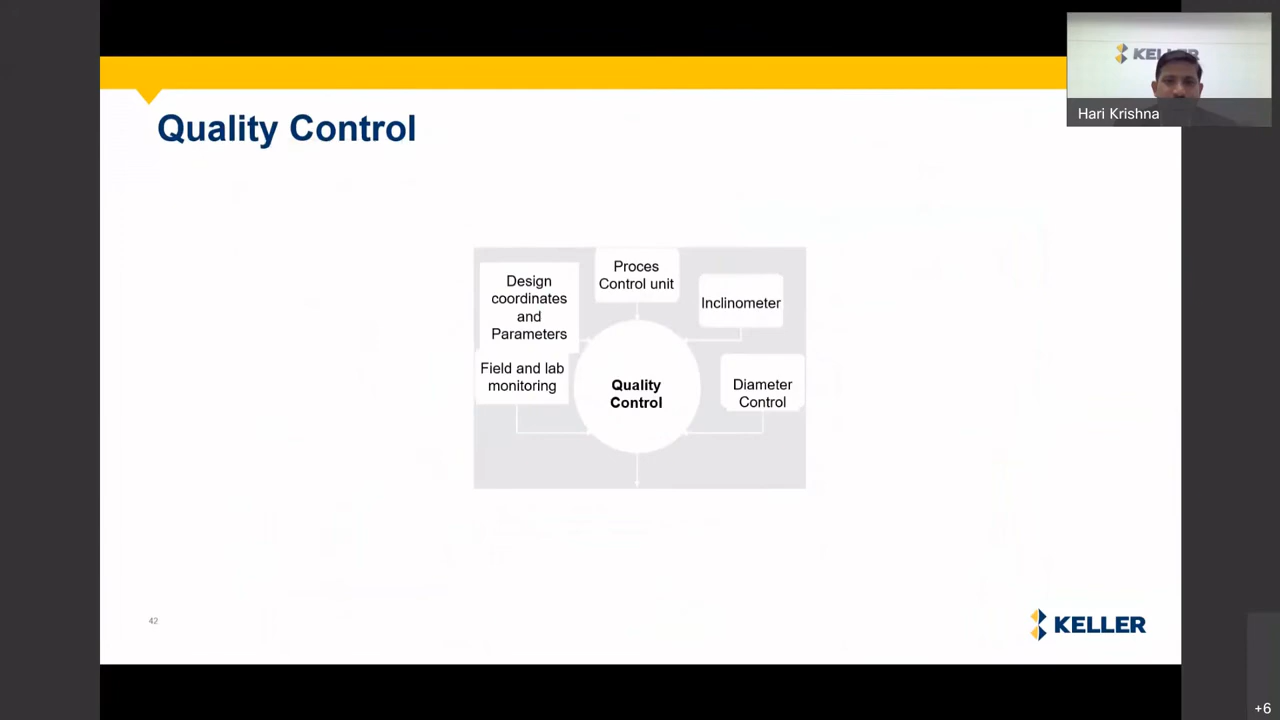 KELLER
Hari Krishna
Quality Control
Proces
Control unit
Design
coordinates
and
Parameters
Inclinometer
Field and lab
monitoring
Quality
Control
Diameter
Control
42
KELLER
+6